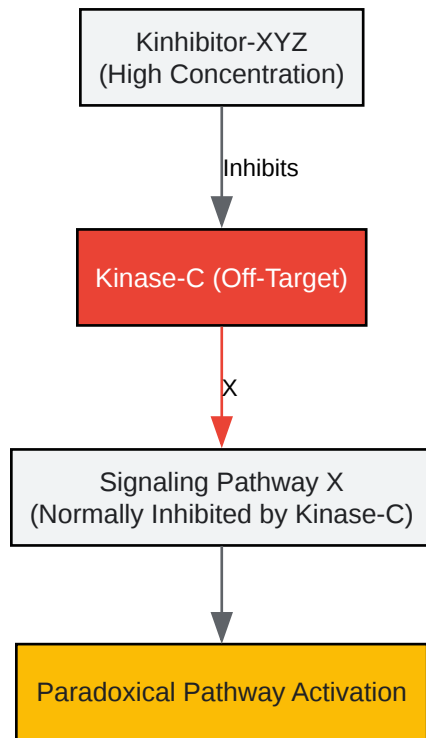 Kinhibitor-XYZ
(High Concentration)
Inhibits
Kinase-C (Off-Target)
X
Signaling Pathway X
(Normally Inhibited by Kinase-C)
Paradoxical Pathway Activation